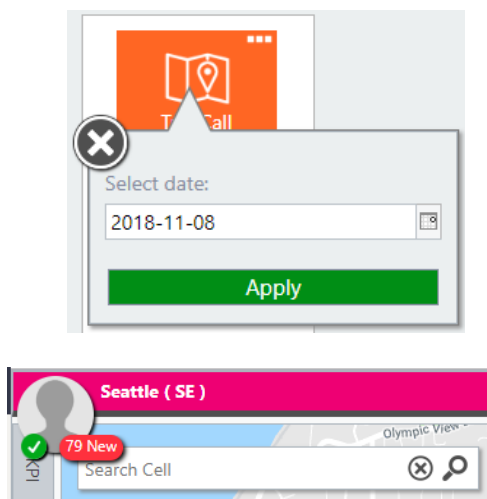 Select date:
2018-11-08
Apply
Seattle ( SE )
79 New
Olympic View
KPI
Search Cell